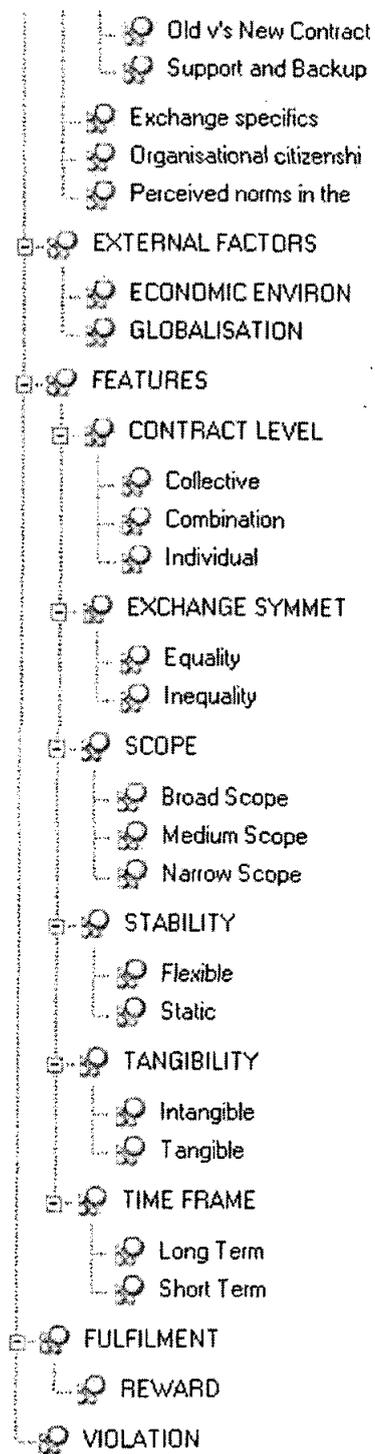 Old v's New Contract
Support and Backup
Exchange specifics
Organisational citizenshi
Perceived norms in the
EXTERNAL FACTORS
ECONOMIC ENVIRON
GLOBALISATION
FEATURES
CONTRACT LEVEL
Collective
Combination
Individual
EXCHANGE SYMMET
Equality
Inequality
SCOPE
Broad Scope
Medium Scope
Narrow Scope
STABILITY
Flexible
Static
TANGIBILITY
Intangible
Tangible
TIME FRAME
Long Term
Short Term
FULFILMENT
REWARD
VIOLATION